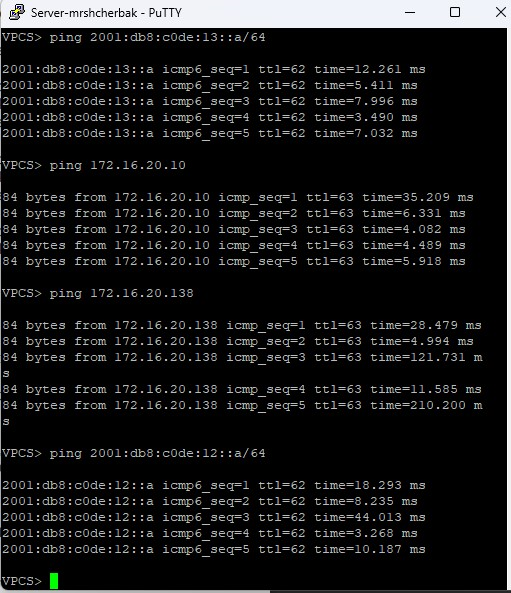 Server-mrshcherbak - PuTTY
VPCS> ping 2001:db8:c0de:13::a/64
2001:db8:c0de:13::a icmp6_seq=1 ttl=62 time=12.261 ms
2001:db8:c0de:13::a icmp6_seq=2 ttl=62 time=5.411 ms
2001:db8:c0de:13::a icmp6_seq=3 ttl=62 time=7.996 ms
2001:db8:c0de:13::a icmp6_seq=4 ttl=62 time=3.490 ms
2001:db8:c0de:13::a icmp6_seq=5 ttl=62 time=7.032 ms
VPCS> ping 172.16.20.10
84 bytes from 172.16.20.10 icmp_seq=1 ttl=63 time=35.209 ms
84 bytes from 172.16.20.10 icmp_seq=2 ttl=63 time=6.331 ms
84 bytes from 172.16.20.10 icmp_seq=3 ttl=63 time=4.082 ms
84 bytes from 172.16.20.10 icmp_seq=4 ttl=63 time=4.489 ms
84 bytes from 172.16.20.10 icmp_seq=5 ttl=63 time=5.918 ms
VPCS> ping 172.16.20.138
84 bytes from 172.16.20.138 icmp_seq=1 ttl=63 time=28.479 ms
84 bytes from 172.16.20.138 icmp_seq=2 ttl=63 time=4.994 ms
84 bytes from 172.16.20.138 icmp_seq=3 ttl=63 time=121.731 m
s
84 bytes from 172.16.20.138 icmp_seq=4 ttl=63 time=11.585 ms
84 bytes from 172.16.20.138 icmp_seq=5 ttl=63 time=210.200 m
s
VPCS> ping 2001:db8:c0de:12::a/64
2001:db8:c0de:12::a icmp6_seq=1 ttl=62 time=18.293 ms
2001:db8:c0de:12::a icmp6_seq=2 ttl=62 time=8.235 ms
2001:db8:c0de:12::a icmp6_seq=3 ttl=62 time=44.013 ms
2001:db8:c0de:12::a icmp6_seq=4 ttl=62 time=3.268 ms
2001:db8:c0de:12::a icmp6_seq=5 ttl=62 time=10.187 ms
VPCS>